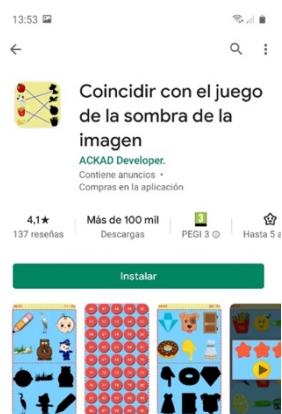 13:53
Coincidir con el juego
de la sombra de la
imagen
ACKAD Developer.
Contiene anuncios •
Compras en la aplicación
4,1★ Más de 100 mil 3
137 reseñas Descargas PEGI 3 Hasta 5 a
Instalar